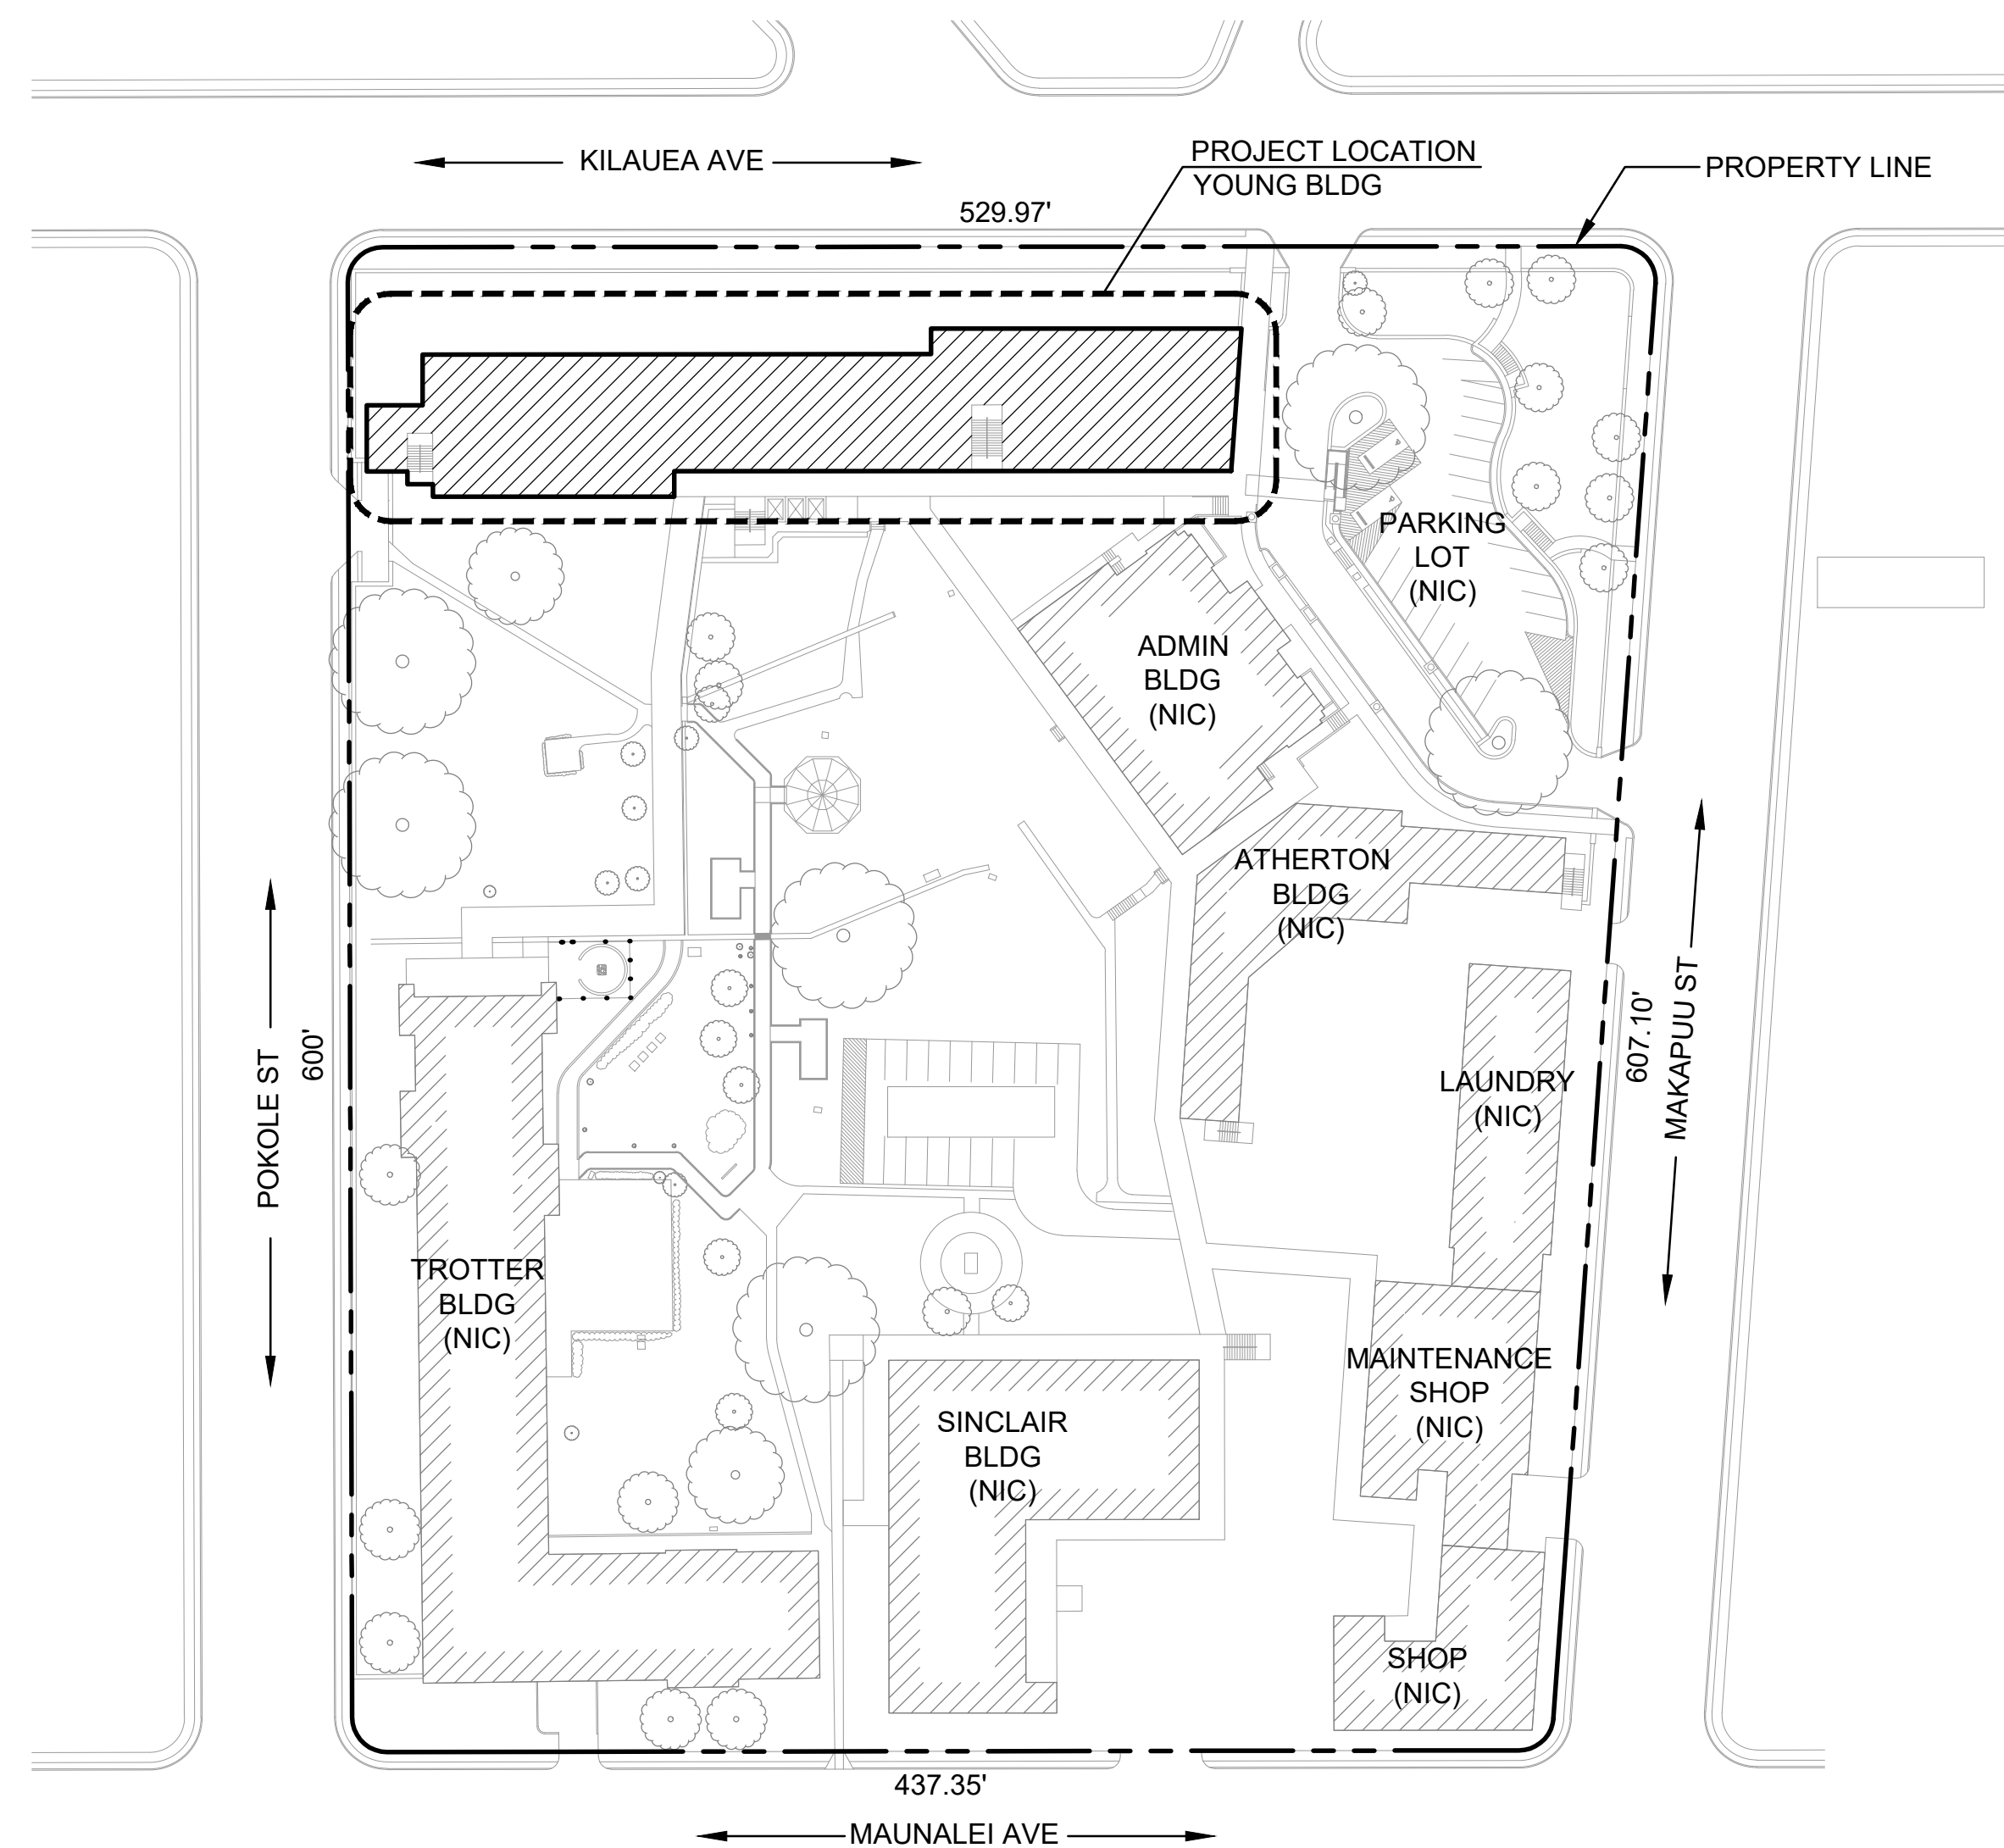 KILAUEA AVE
PROJECT LOCATION
YOUNG BLDG
PROPERTY LINE
529.97'
PARKING
LOT
(NIC)
ADMIN
BLDG
(NIC)
ATHERTON
BLDG
(NIC)
POKOLE ST
600'
LAUNDRY
(NIC)
607.10'
MAKAPUU ST
TROTTER
BLDG
(NIC)
MAINTENANCE
SHOP
(NIC)
SINCLAIR
BLDG
(NIC)
SHOP
(NIC)
437.35'
MAUNALEI AVE